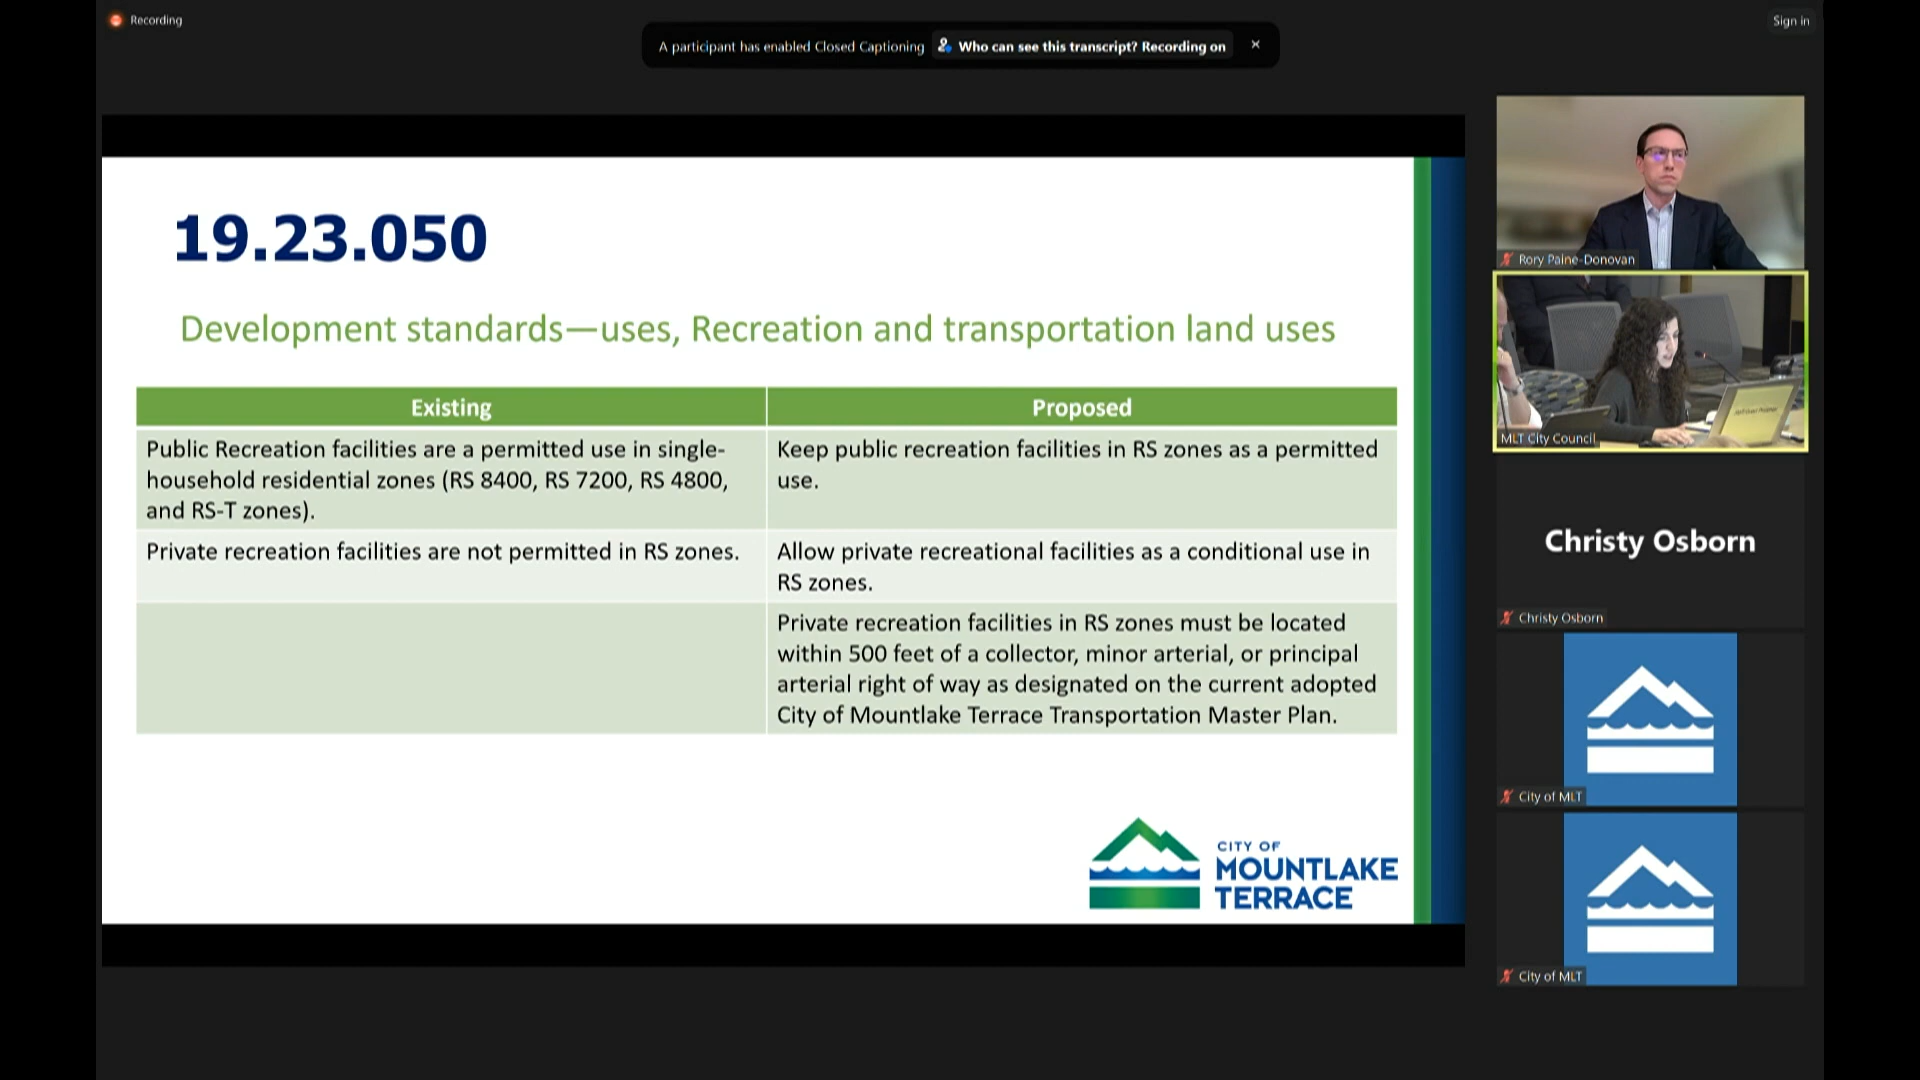 Recording
Sign in
A participant has enabled Closed Captioning Who can see this transcript? Recording on
19.23.050
Development standards—uses, Recreation and transportation land uses
Existing
Proposed
Public Recreation facilities are a permitted use in single-
household residential zones (RS 8400, RS 7200, RS 4800,
and RS-T zones).
Keep public recreation facilities in RS zones as a permitted
use.
Private recreation facilities are not permitted in RS zones.
Allow private recreational facilities as a conditional use in
RS zones.
Private recreation facilities in RS zones must be located
within 500 feet of a collector, minor arterial, or principal
arterial right of way as designated on the current adopted
City of Mountlake Terrace Transportation Master Plan.
CITY OF
MOUNTLAKE
TERRACE
Rory Paine-Donovan
MLT City Council
Christy Osborn
Christy Osborn
City of MLT
City of MLT